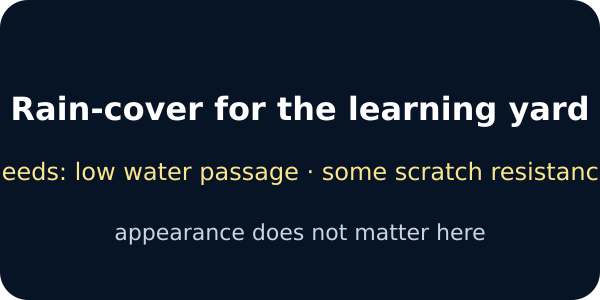 Rain-cover for the learning yard
eeds: low water passage · some scratch resistanc
appearance does not matter here